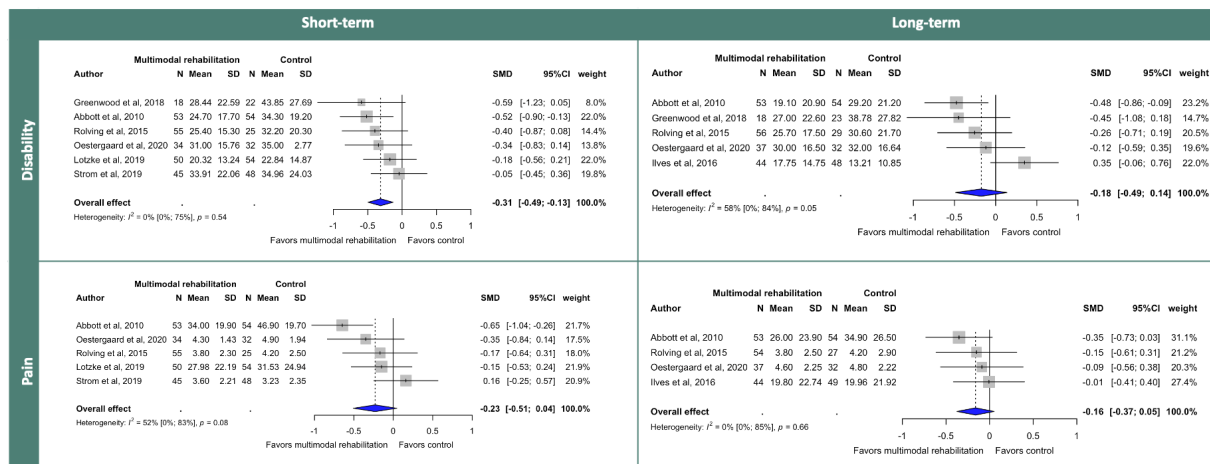 Short-term
Long-term
Disability
Multimodal rehabilitation Control
Author N Mean SD N Mean SD SMD 95%CI weight
Greenwood et al, 2018 18 28.44 22.59 22 43.85 27.69 -0.59 [-1.23; 0.05] 8.0%
Abbott et al, 2010 53 24.70 17.70 54 34.30 19.20 -0.52 [-0.90; -0.13] 22.0%
Rolving et al, 2015 55 25.40 15.30 25 32.20 20.30 -0.40 [-0.87; 0.08] 14.4%
Oestergaard et al, 2020 34 31.00 15.76 32 35.00 2.77 -0.34 [-0.83; 0.14] 13.8%
Lotzke et al, 2019 50 20.32 13.24 54 22.84 14.87 -0.18 [-0.56; 0.21] 22.0%
Strom et al, 2019 45 33.91 22.06 48 34.96 24.03 -0.05 [-0.45; 0.36] 19.8%
Overall effect . . -0.31 [-0.49; -0.13] 100.0%
Heterogeneity: I² = 0% [0%; 75%], p = 0.54
-1 -0.5 0 0.5 1
Favors multimodal rehabilitation Favors control
Multimodal rehabilitation Control
Author N Mean SD N Mean SD SMD 95%CI weight
Abbott et al, 2010 53 19.10 20.90 54 29.20 21.20 -0.48 [-0.86; -0.09] 23.2%
Greenwood et al, 2018 18 27.00 22.60 23 38.78 27.82 -0.45 [-1.08; 0.18] 14.7%
Rolving et al, 2015 56 25.70 17.50 29 30.60 21.70 -0.26 [-0.71; 0.19] 20.5%
Oestergaard et al, 2020 37 30.00 16.50 32 32.00 16.64 -0.12 [-0.59; 0.35] 19.6%
Ilves et al, 2016 44 17.75 14.75 48 13.21 10.85 0.35 [-0.06; 0.76] 22.0%
Overall effect . . -0.18 [-0.49; 0.14] 100.0%
Heterogeneity: I² = 58% [0%; 84%], p = 0.05
-1 -0.5 0 0.5 1
Favors multimodal rehabilitation Favors control
Pain
Multimodal rehabilitation Control
Author N Mean SD N Mean SD SMD 95%CI weight
Abbott et al, 2010 53 34.00 19.90 54 46.90 19.70 -0.65 [-1.04; -0.26] 21.7%
Oestergaard et al, 2020 34 4.30 1.43 32 4.90 1.94 -0.35 [-0.84; 0.14] 17.5%
Rolving et al, 2015 55 3.80 2.30 25 4.20 2.50 -0.17 [-0.64; 0.31] 18.0%
Lotzke et al, 2019 50 27.98 22.19 54 31.53 24.94 -0.15 [-0.53; 0.24] 21.9%
Strom et al, 2019 45 3.60 2.21 48 3.23 2.35 0.16 [-0.25; 0.57] 20.9%
Overall effect . . -0.23 [-0.51; 0.04] 100.0%
Heterogeneity: I² = 52% [0%; 83%], p = 0.08
-1 -0.5 0 0.5 1
Favors multimodal rehabilitation Favors control
Multimodal rehabilitation Control
Author N Mean SD N Mean SD SMD 95%CI weight
Abbott et al, 2010 53 26.00 23.90 54 34.90 26.50 -0.35 [-0.73; 0.03] 31.1%
Rolving et al, 2015 54 3.80 2.50 27 4.20 2.90 -0.15 [-0.61; 0.31] 21.2%
Oestergaard et al, 2020 37 4.60 2.25 32 4.80 2.22 -0.09 [-0.56; 0.38] 20.3%
Ilves et al, 2016 44 19.80 22.74 49 19.96 21.92 -0.01 [-0.41; 0.40] 27.4%
Overall effect . . -0.16 [-0.37; 0.05] 100.0%
Heterogeneity: I² = 0% [0%; 85%], p = 0.66
-1 -0.5 0 0.5 1
Favors multimodal rehabilitation Favors control